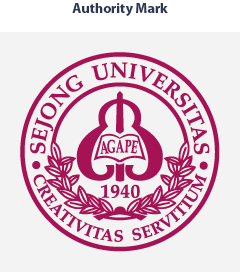 Authority Mark
SEJONG UNIVERSITAS
AGAPE
1940
CREATIVITAS SERVITIUM